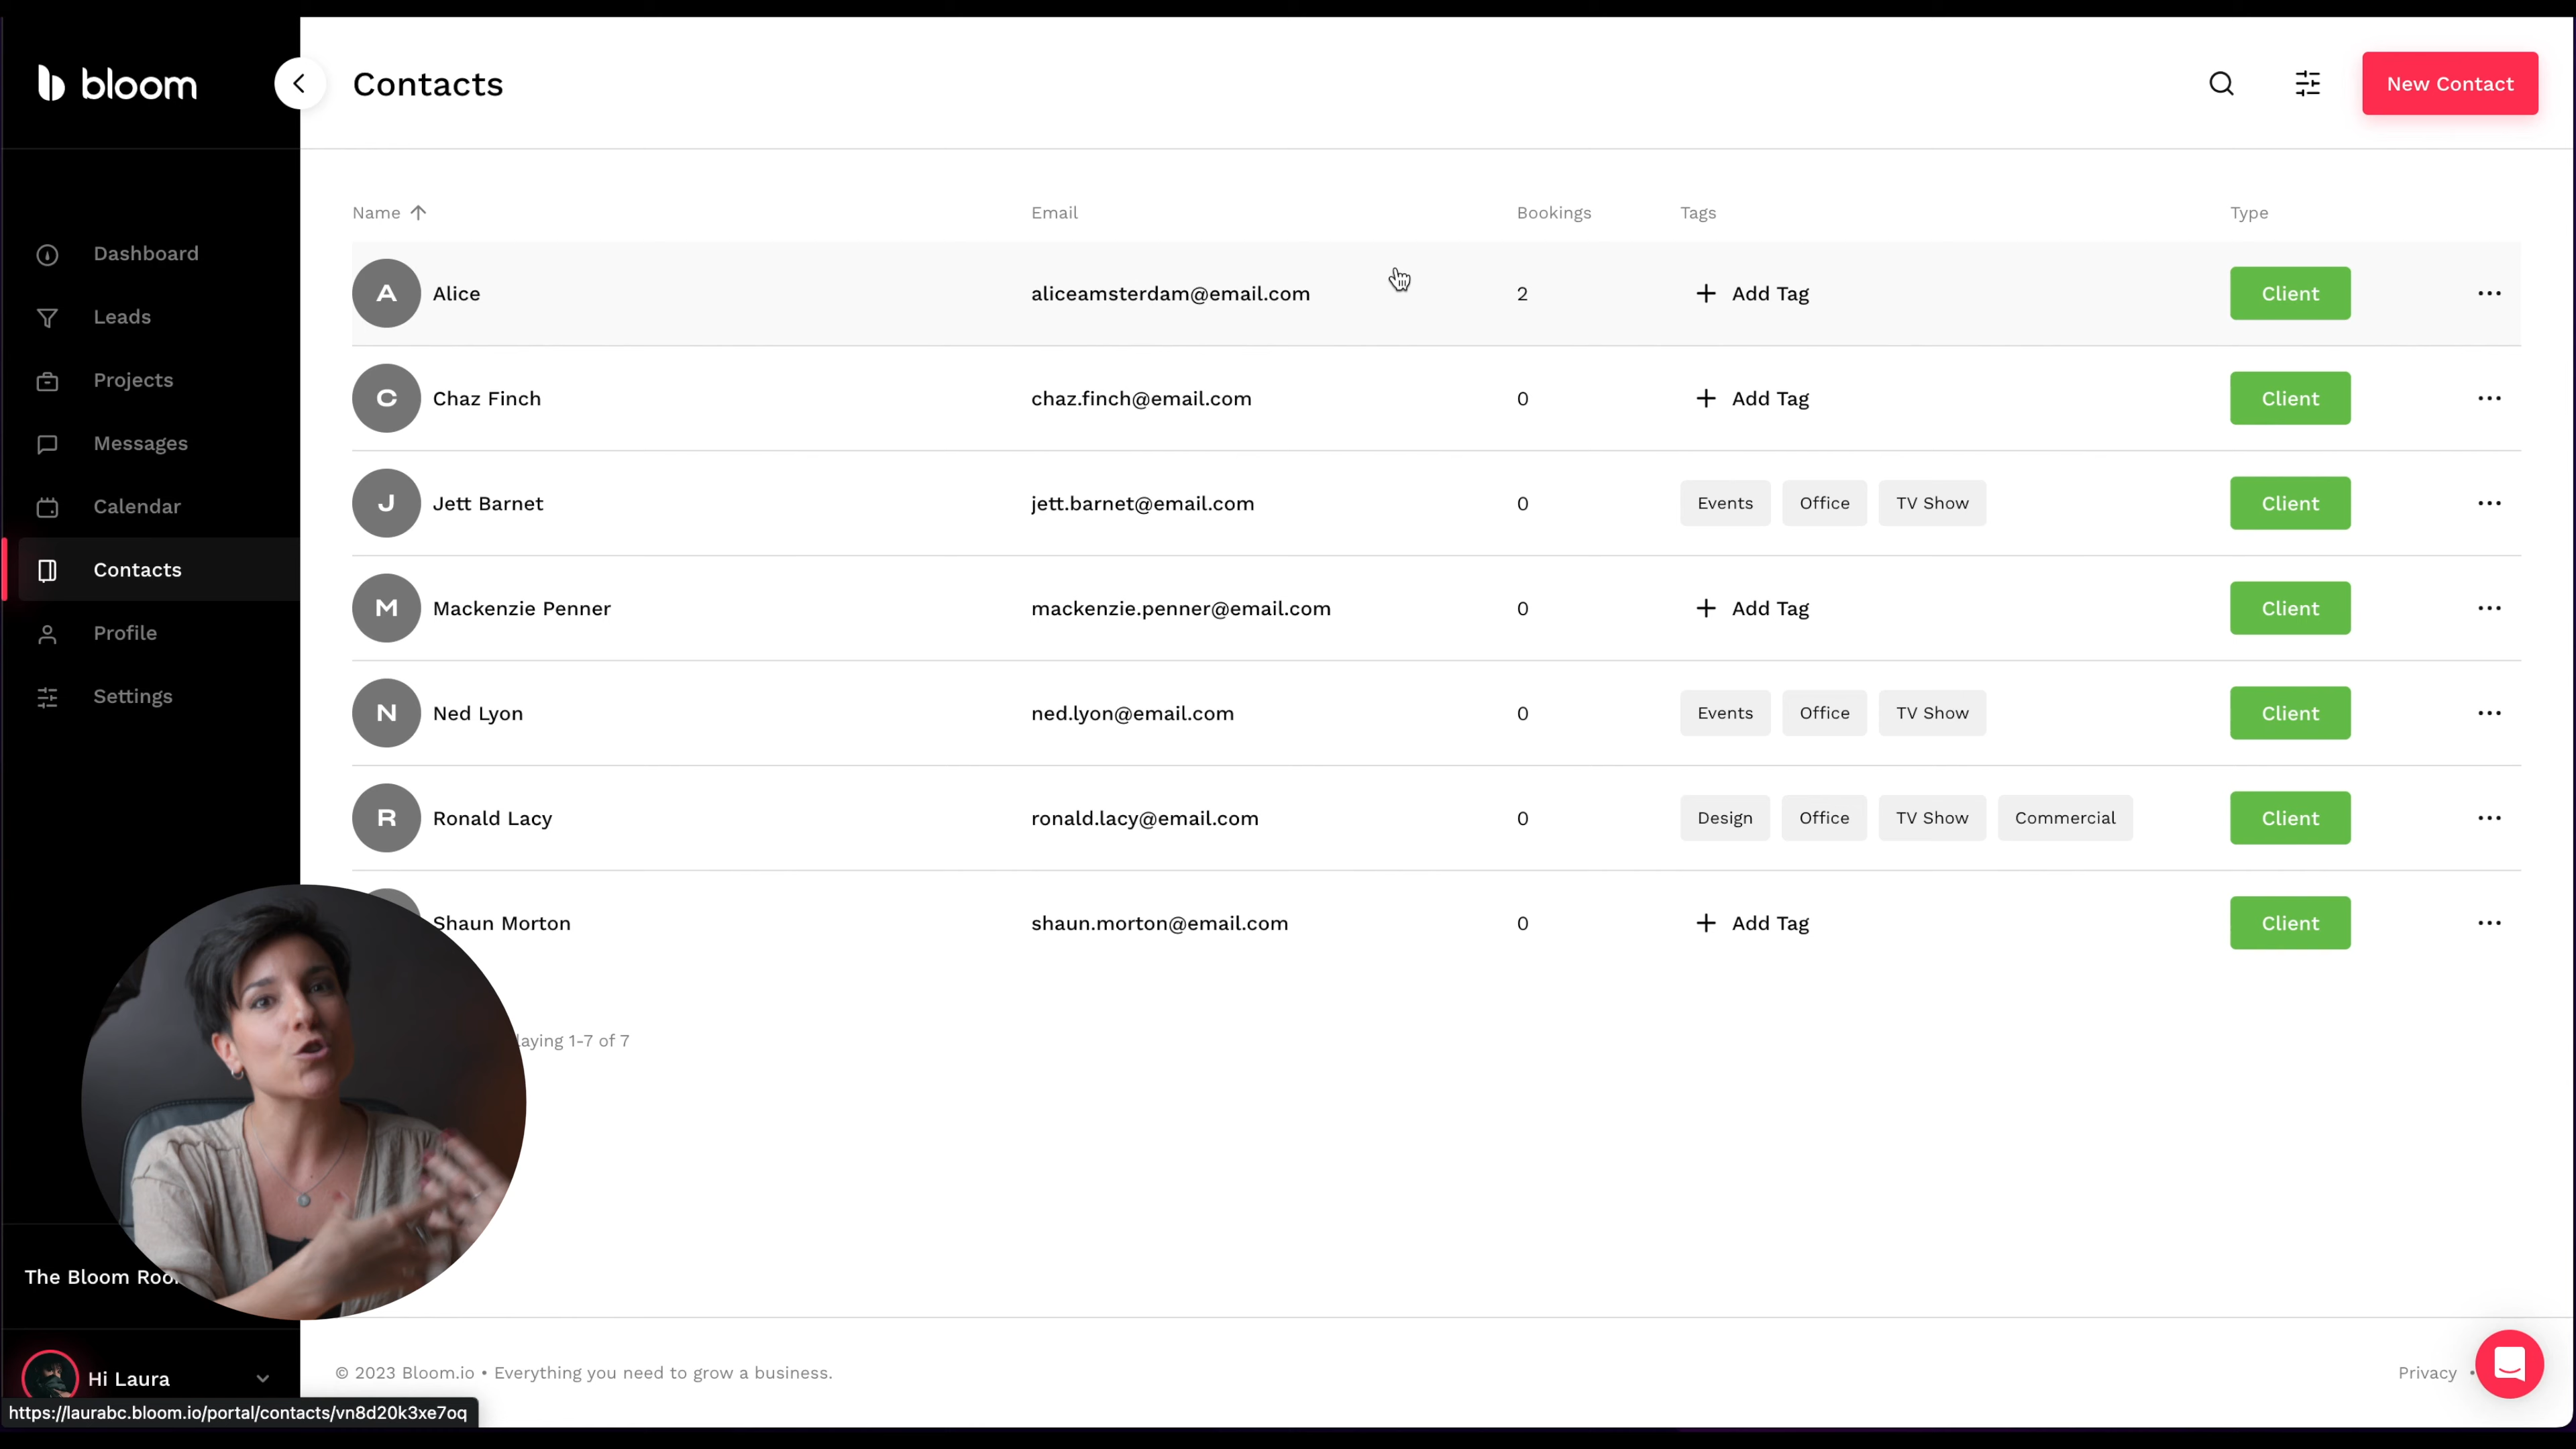 bloom
Contacts
New Contact
Name Email Bookings Tags Type
Dashboard
Leads
Projects
Messages
Calendar
Contacts
Profile
Settings
A Alice aliceamsterdam@email.com 2 + Add Tag Client
C Chaz Finch chaz.finch@email.com 0 + Add Tag Client
J Jett Barnet jett.barnet@email.com 0 Events Office TV Show Client
M Mackenzie Penner mackenzie.penner@email.com 0 + Add Tag Client
N Ned Lyon ned.lyon@email.com 0 Events Office TV Show Client
R Ronald Lacy ronald.lacy@email.com 0 Design Office TV Show Commercial Client
Shaun Morton shaun.morton@email.com 0 + Add Tag Client
1-7 of 7
The Bloom
Hi Laura
© 2023 Bloom.io • Everything you need to grow a business.
Privacy •
https://laurabc.bloom.io/portal/contacts/vn8d20k3xe7oq